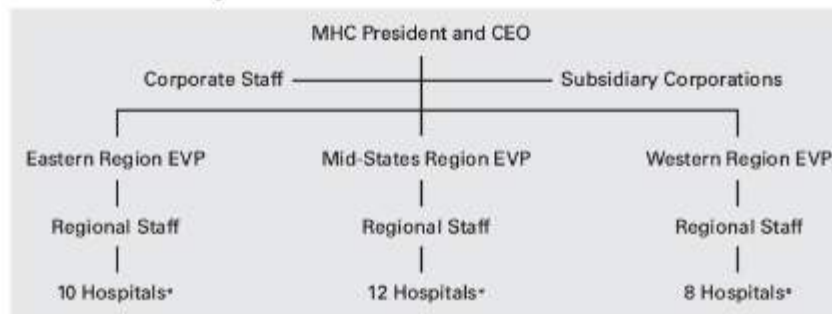 MHC President and CEO
Corporate Staff Subsidiary Corporations
Eastern Region EVP Mid-States Region EVP Western Region EVP
Regional Staff Regional Staff Regional Staff
10 Hospitals* 12 Hospitals* 8 Hospitals*